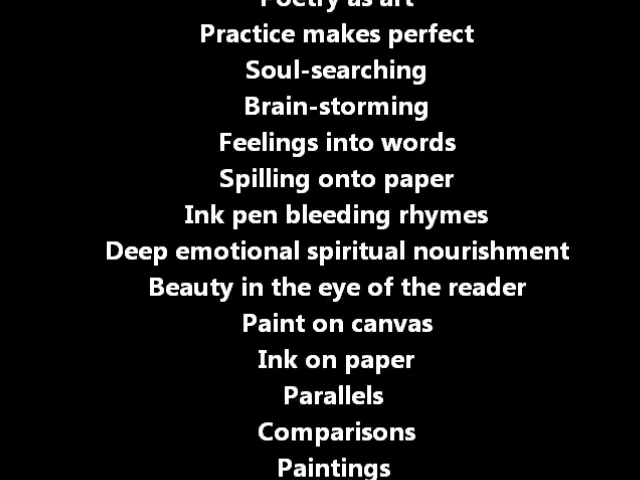 Poetry as art
Practice makes perfect
Soul-searching
Brain-storming
Feelings into words
Spilling onto paper
Ink pen bleeding rhymes
Deep emotional spiritual nourishment
Beauty in the eye of the reader
Paint on canvas
Ink on paper
Parallels
Comparisons
Paintings